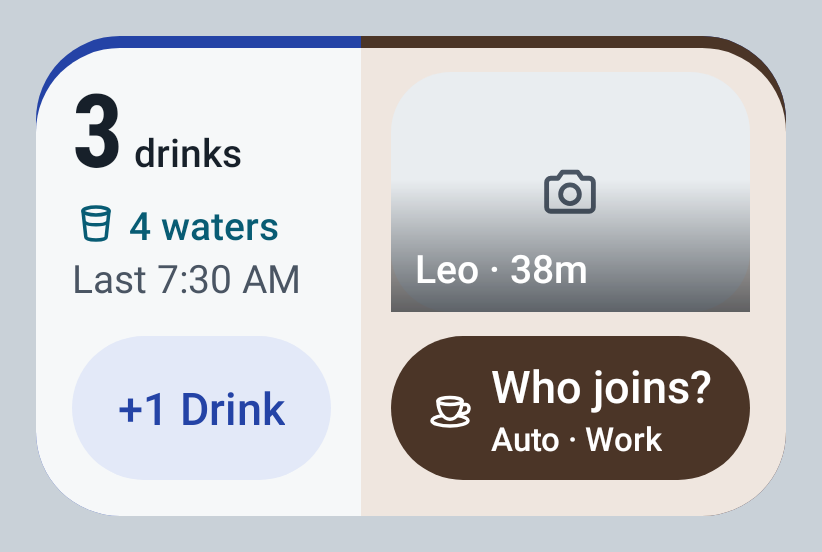 3 drinks
4 waters
Last 7:30 AM
+1 Drink
Leo · 38m
Who joins?
Auto · Work